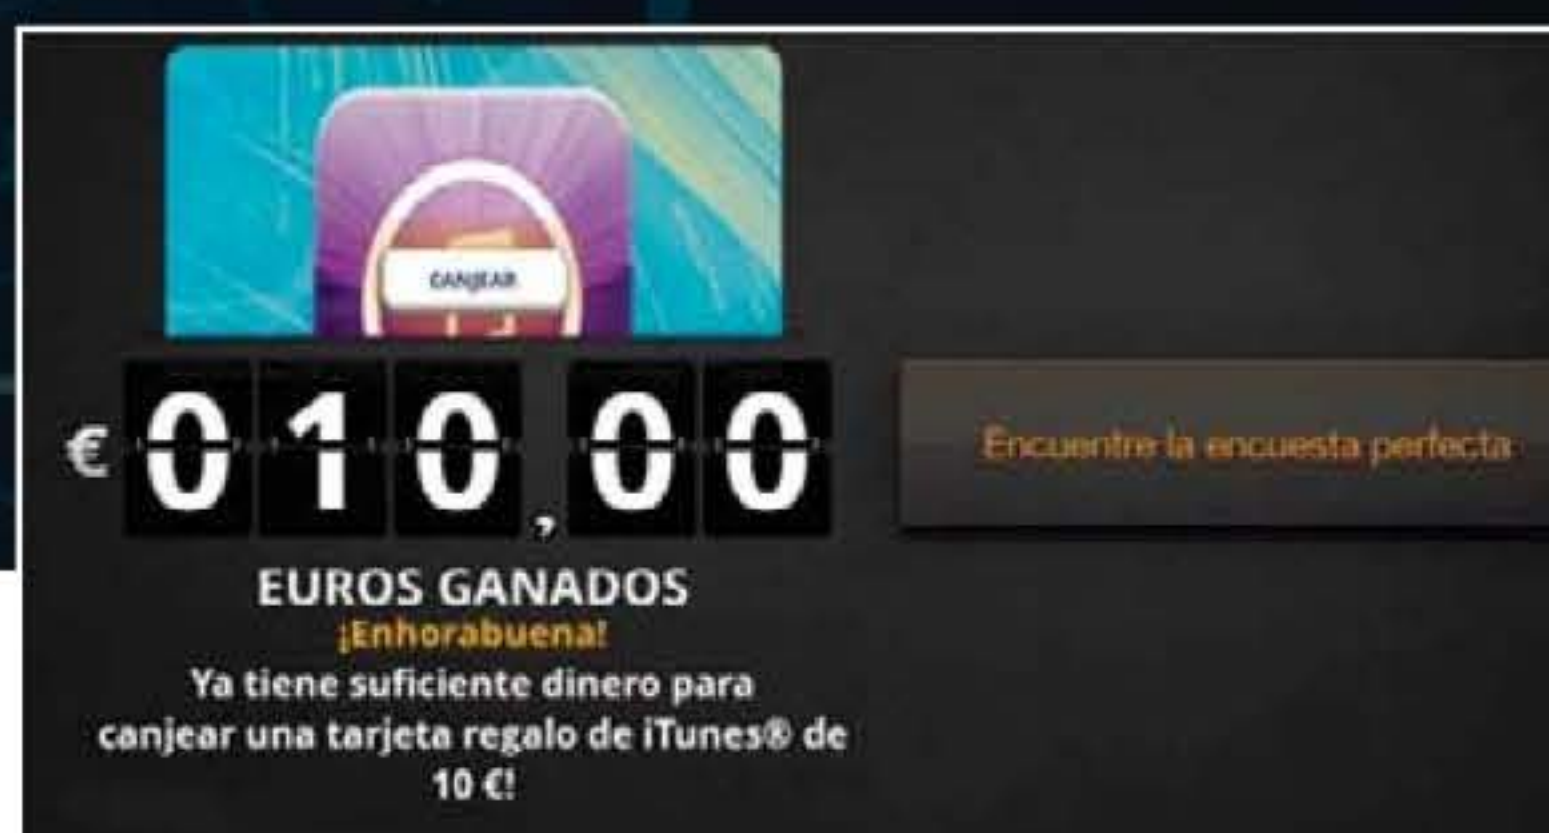 CANJEAR
€ 010,00
Encuentre la encuesta perfecta
EUROS GANADOS
¡Enhorabuena!
Ya tiene suficiente dinero para
canjear una tarjeta regalo de iTunes® de
10 €!